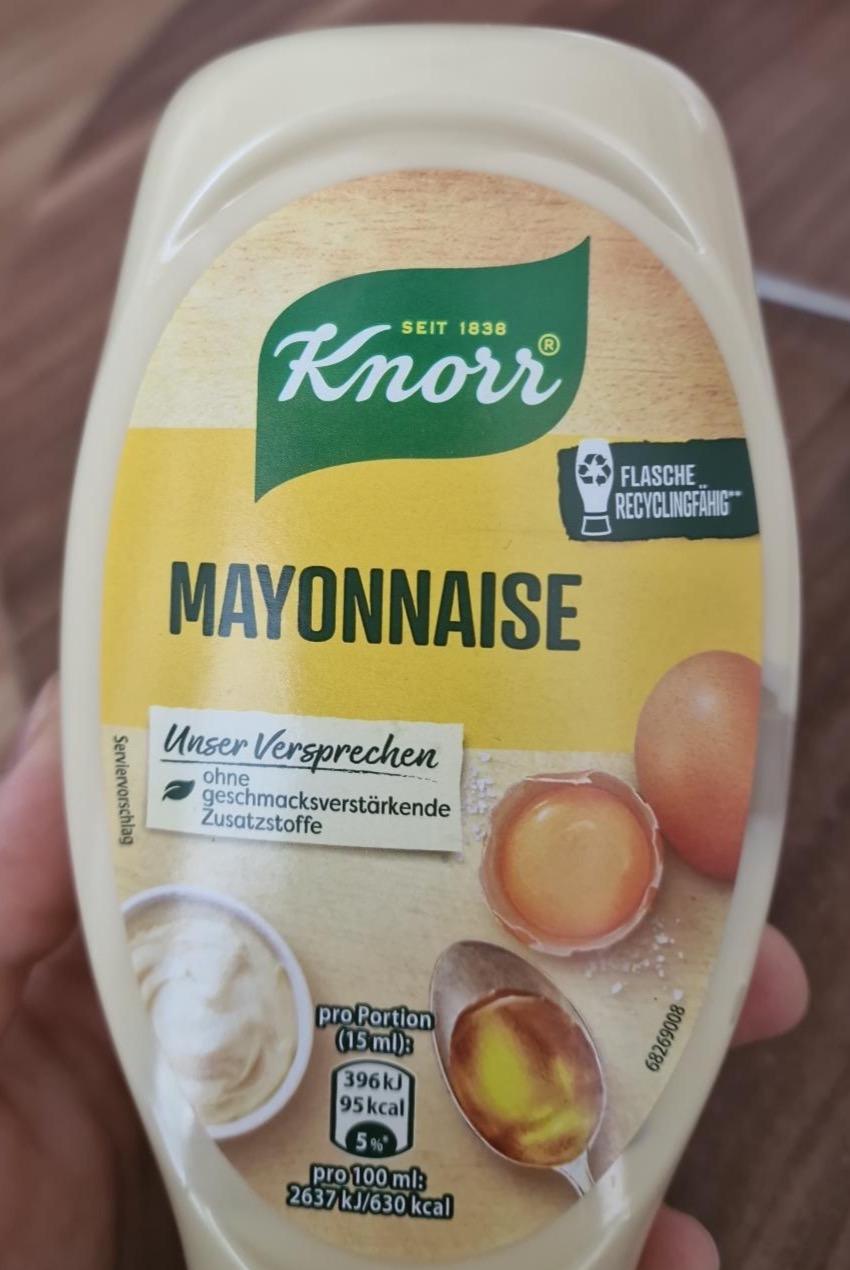 SEIT 1838
Knorr®
FLASCHE
RECYCLINGFÄHIG**
MAYONNAISE
Unser Versprechen
ohne
geschmacksverstärkende
Zusatzstoffe
Serviervorschlag
pro Portion
(15 ml):
396 kJ
95 kcal
5%*
pro 100 ml:
2637 kJ/630 kcal
68269008